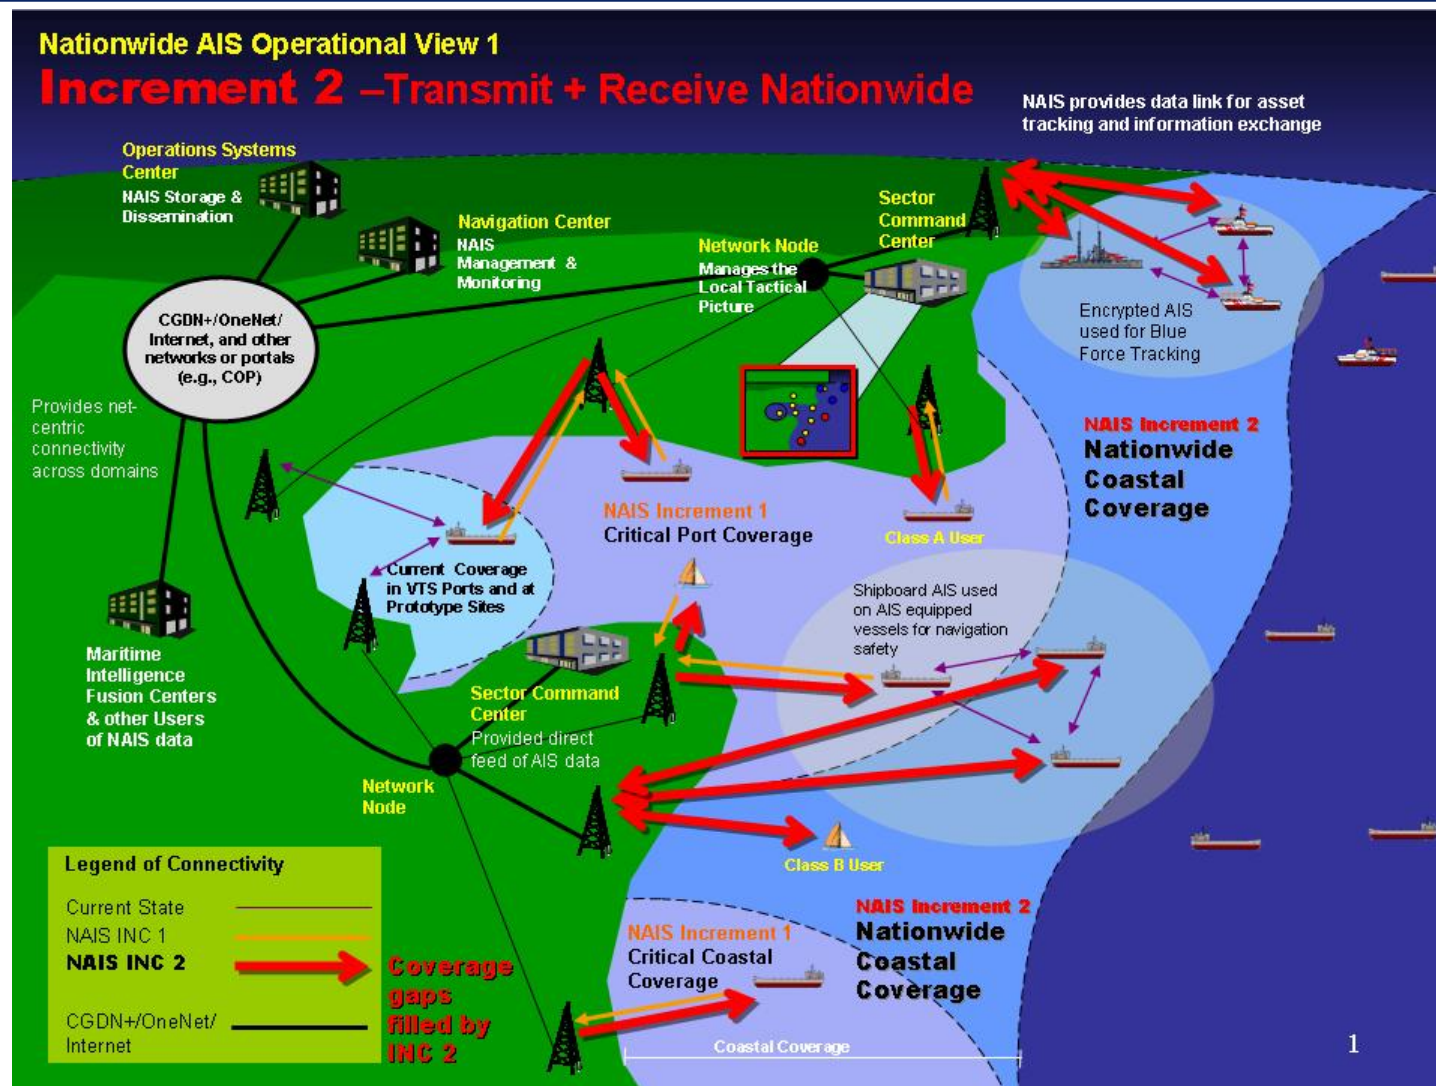 Nationwide AIS Operational View 1
Increment 2 –Transmit + Receive Nationwide
NAIS provides data link for asset
tracking and information exchange
Operations Systems
Center
NAIS Storage &
Dissemination
Navigation Center
NAIS
Management &
Monitoring
Network Node
Manages the
Local Tactical
Picture
Sector
Command
Center
Encrypted AIS
used for Blue
Force Tracking
CGDN+/OneNet/
Internet, and other
networks or portals
(e.g., COP)
Provides net-
centric
connectivity
across domains
NAIS Increment 2
Nationwide
Coastal
Coverage
NAIS Increment 1
Critical Port Coverage
Class A User
Current Coverage
in VTS Ports and at
Prototype Sites
Shipboard AIS used
on AIS equipped
vessels for navigation
safety
Maritime
Intelligence
Fusion Centers
& other Users
of NAIS data
Sector Command
Center
Provided direct
feed of AIS data
Network
Node
Class B User
Legend of Connectivity
Current State
NAIS INC 1
NAIS INC 2
CGDN+/OneNet/
Internet
Coverage
gaps
filled by
INC 2
NAIS Increment 1
Critical Coastal
Coverage
NAIS Increment 2
Nationwide
Coastal
Coverage
Coastal Coverage
1